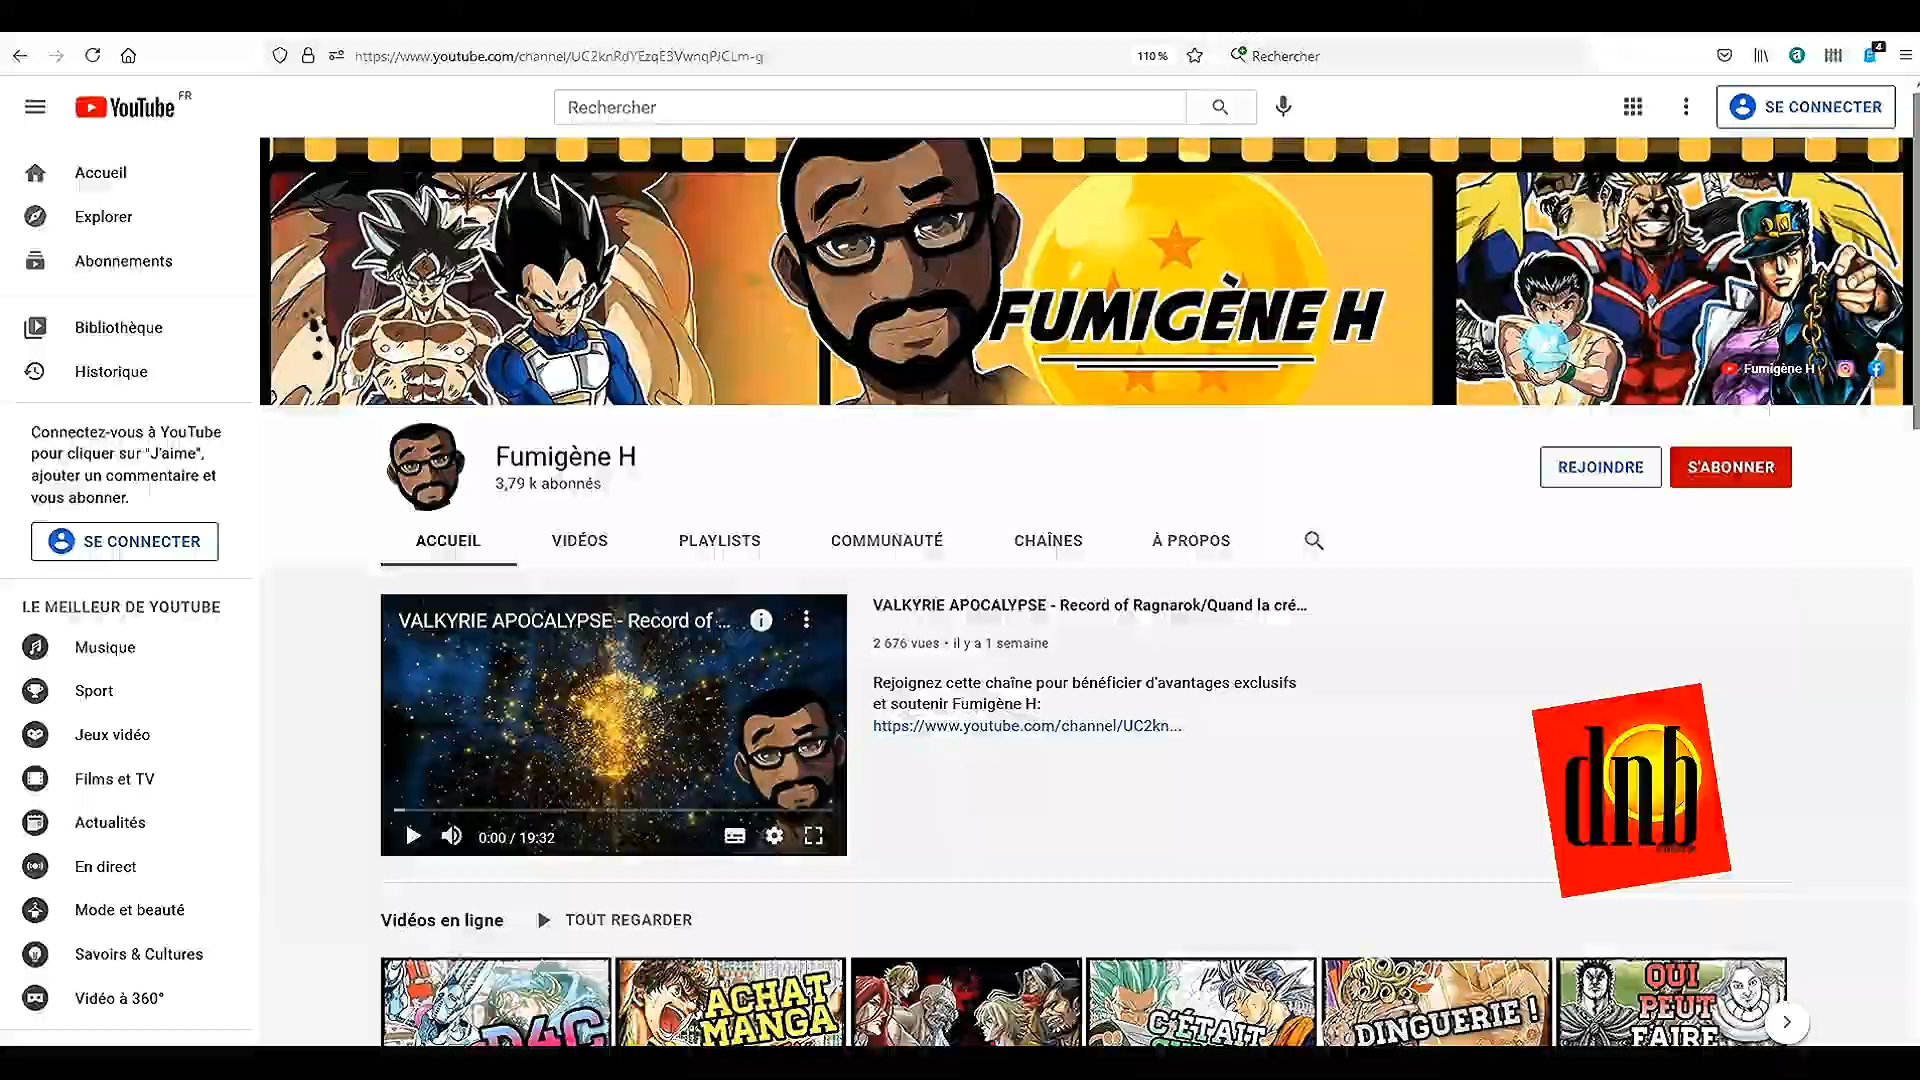 https://www.youtube.com/channel/UC2knRdYEzqE3VwnqPJCLm-g
110 %
Rechercher
4
YouTube FR
Rechercher
SE CONNECTER
Accueil
Explorer
Abonnements
Bibliothèque
Historique
Connectez-vous à YouTube
pour cliquer sur "J'aime",
ajouter un commentaire et
vous abonner.
SE CONNECTER
LE MEILLEUR DE YOUTUBE
Musique
Sport
Jeux vidéo
Films et TV
Actualités
En direct
Mode et beauté
Savoirs & Cultures
Vidéo à 360°
FUMIGÈNE H
Fumigène H
Fumigène H
3,79 k abonnés
REJOINDRE
S'ABONNER
ACCUEIL
VIDÉOS
PLAYLISTS
COMMUNAUTÉ
CHAÎNES
À PROPOS
VALKYRIE APOCALYPSE - Record of ...
0:00 / 19:32
VALKYRIE APOCALYPSE - Record of Ragnarok/Quand la cré...
2 676 vues • il y a 1 semaine
Rejoignez cette chaîne pour bénéficier d'avantages exclusifs
et soutenir Fumigène H:
https://www.youtube.com/channel/UC2kn...
dnb
Vidéos en ligne
TOUT REGARDER
D4C
ACHAT
MANGA
C'ÉTAIT
DINGUERIE !
QUI
PEUT
FAIRE